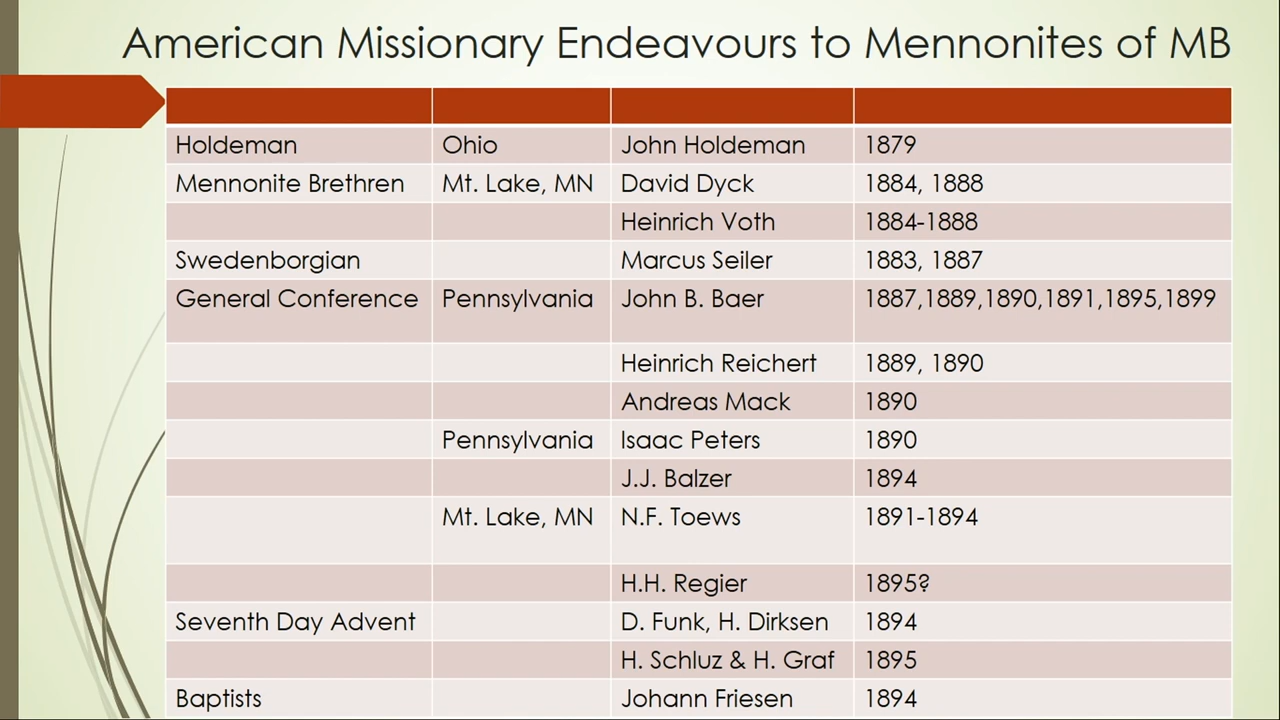 American Missionary Endeavours to Mennonites of MB
Holdeman Ohio John Holdeman 1879
Mennonite Brethren Mt. Lake, MN David Dyck 1884, 1888
Heinrich Voth 1884-1888
Swedenborgian Marcus Seiler 1883, 1887
General Conference Pennsylvania John B. Baer 1887,1889,1890,1891,1895,1899
Heinrich Reichert 1889, 1890
Andreas Mack 1890
Pennsylvania Isaac Peters 1890
J.J. Balzer 1894
Mt. Lake, MN N.F. Toews 1891-1894
H.H. Regier 1895?
Seventh Day Advent D. Funk, H. Dirksen 1894
H. Schluz & H. Graf 1895
Baptists Johann Friesen 1894